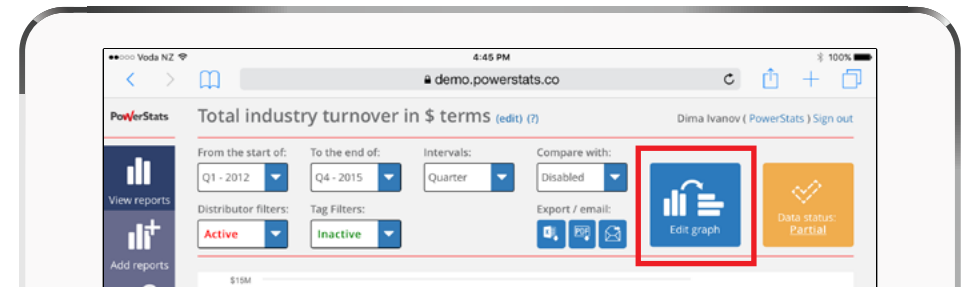 Voda NZ 4:45 PM 100%
demo.powerstats.co
PowerStats Total industry turnover in $ terms (edit) (?) Dima Ivanov ( PowerStats ) Sign out
From the start of: To the end of: Intervals: Compare with:
Q1 - 2012 Q4 - 2015 Quarter Disabled
View reports
Distributor filters: Tag Filters: Export / email:
Active Inactive PDF
Edit graph
Data status:
Partial
Add reports
$15M